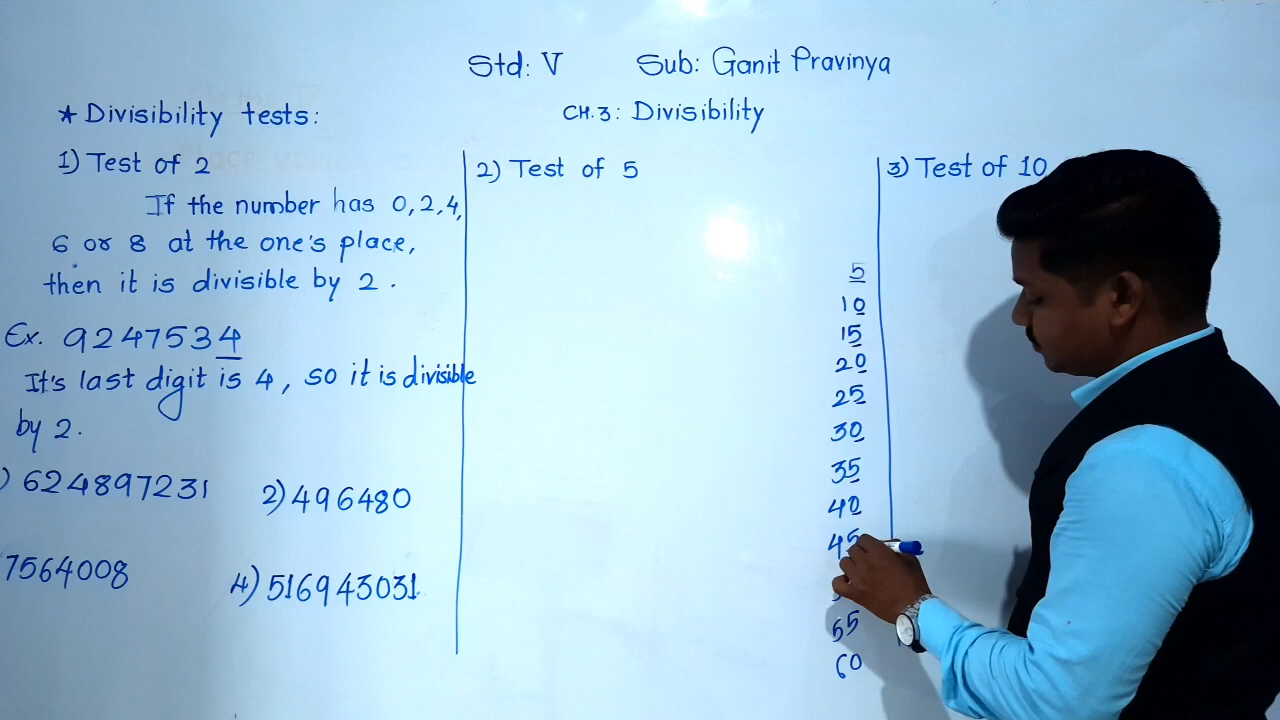 Std: V Sub: Ganit Pravinya
CH.3: Divisibility
* Divisibility tests:
1) Test of 2
If the number has 0,2,4,
6 or 8 at the one's place,
then it is divisible by 2.
Ex. 9247534
It's last digit is 4, so it is divisible
by 2.
) 624897231 2) 496480
7564008 4) 516943031
2) Test of 5
5
10
15
20
25
30
35
40
45
55
60
3) Test of 10